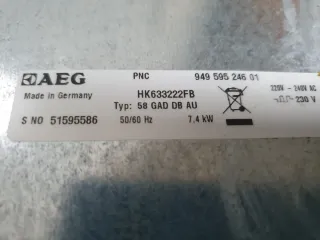 AEG PNC 949 595 246 01
Made in Germany HK633222FB 220V - 240V AC
Typ: 58 GAD DB AU 230 V
S NO 51595586 50/60 Hz 7,4 kW